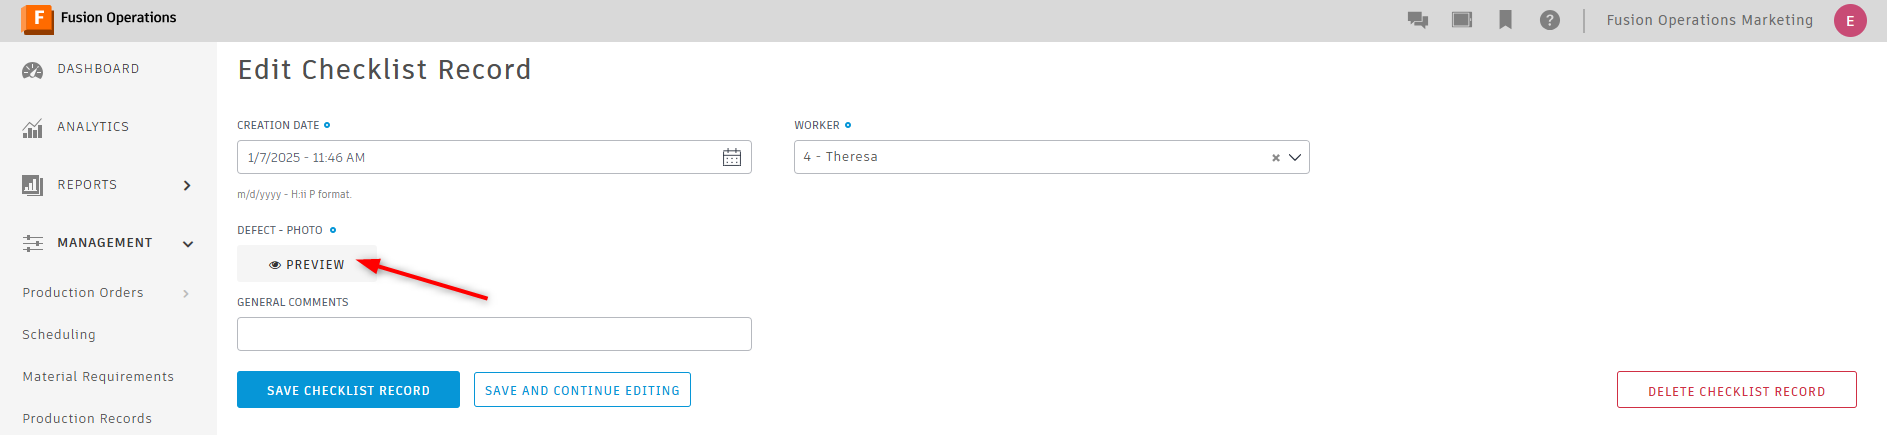 F Fusion Operations
? Fusion Operations Marketing E
DASHBOARD
ANALYTICS
REPORTS
MANAGEMENT
Production Orders
Scheduling
Material Requirements
Production Records
Edit Checklist Record
CREATION DATE
1/7/2025 - 11:46 AM
m/d/yyyy - H:ii P format.
WORKER
4 - Theresa
DEFECT - PHOTO
PREVIEW
GENERAL COMMENTS
SAVE CHECKLIST RECORD
SAVE AND CONTINUE EDITING
DELETE CHECKLIST RECORD